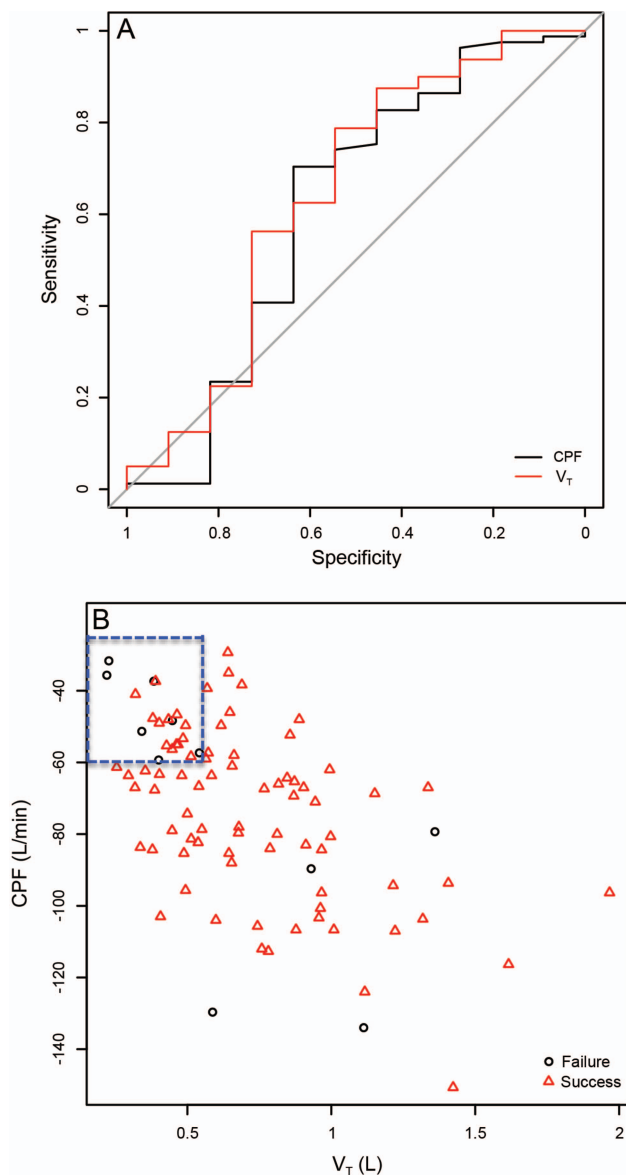 A
1
0.8
0.6
0.4
0.2
0
Sensitivity
CPF
V_T
1 0.8 0.6 0.4 0.2 0
Specificity
B
-40
-60
-80
-100
-120
-140
CPF (L/min)
Failure
Success
0.5 1 1.5 2
V_T (L)